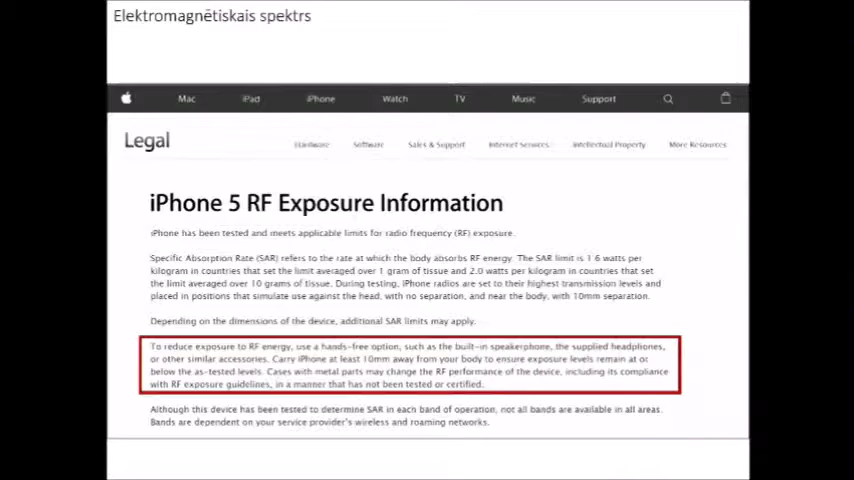 Elektromagnētiskais spektrs
Mac iPad iPhone Watch TV Music Support
Legal
Hardware Software Sales & Support Internet Services Intellectual Property More Resources
iPhone 5 RF Exposure Information
iPhone has been tested and meets applicable limits for radio frequency (RF) exposure.
Specific Absorption Rate (SAR) refers to the rate at which the body absorbs RF energy. The SAR limit is 1.6 watts per
kilogram in countries that set the limit averaged over 1 gram of tissue and 2.0 watts per kilogram in countries that set
the limit averaged over 10 grams of tissue. During testing, iPhone radios are set to their highest transmission levels and
placed in positions that simulate use against the head, with no separation, and near the body, with 10mm separation.
Depending on the dimensions of the device, additional SAR limits may apply.
To reduce exposure to RF energy, use a hands-free option, such as the built-in speakerphone, the supplied headphones,
or other similar accessories. Carry iPhone at least 10mm away from your body to ensure exposure levels remain at or
below the as-tested levels. Cases with metal parts may change the RF performance of the device, including its compliance
with RF exposure guidelines, in a manner that has not been tested or certified.
Although this device has been tested to determine SAR in each band of operation, not all bands are available in all areas.
Bands are dependent on your service provider's wireless and roaming networks.